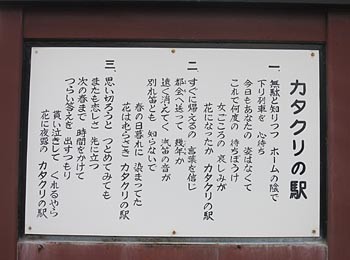 カタクリの駅
一、無駄と知りつつ ホームの陰で
下り列車を 心待ち
今日もあなたの 姿はなくて
これで何度の 待ちぼうけ
女ごころの 哀しみが
花になったか カタクリの駅
二、すぐに帰えるの 言葉を信じ
都会へ送って 幾年か
遠く消えてく 汽笛の音が
別れ笛とも 知らないで
春の日暮れに 染まってた
花はむらさき カタクリの駅
三、思い切ろうと つとめてみても
またも恋しさ 先に立つ
次の春まで 時間をかけて
つらい答えを 出すつもり
貰い泣きして くれるやら
花に夜露の カタクリの駅